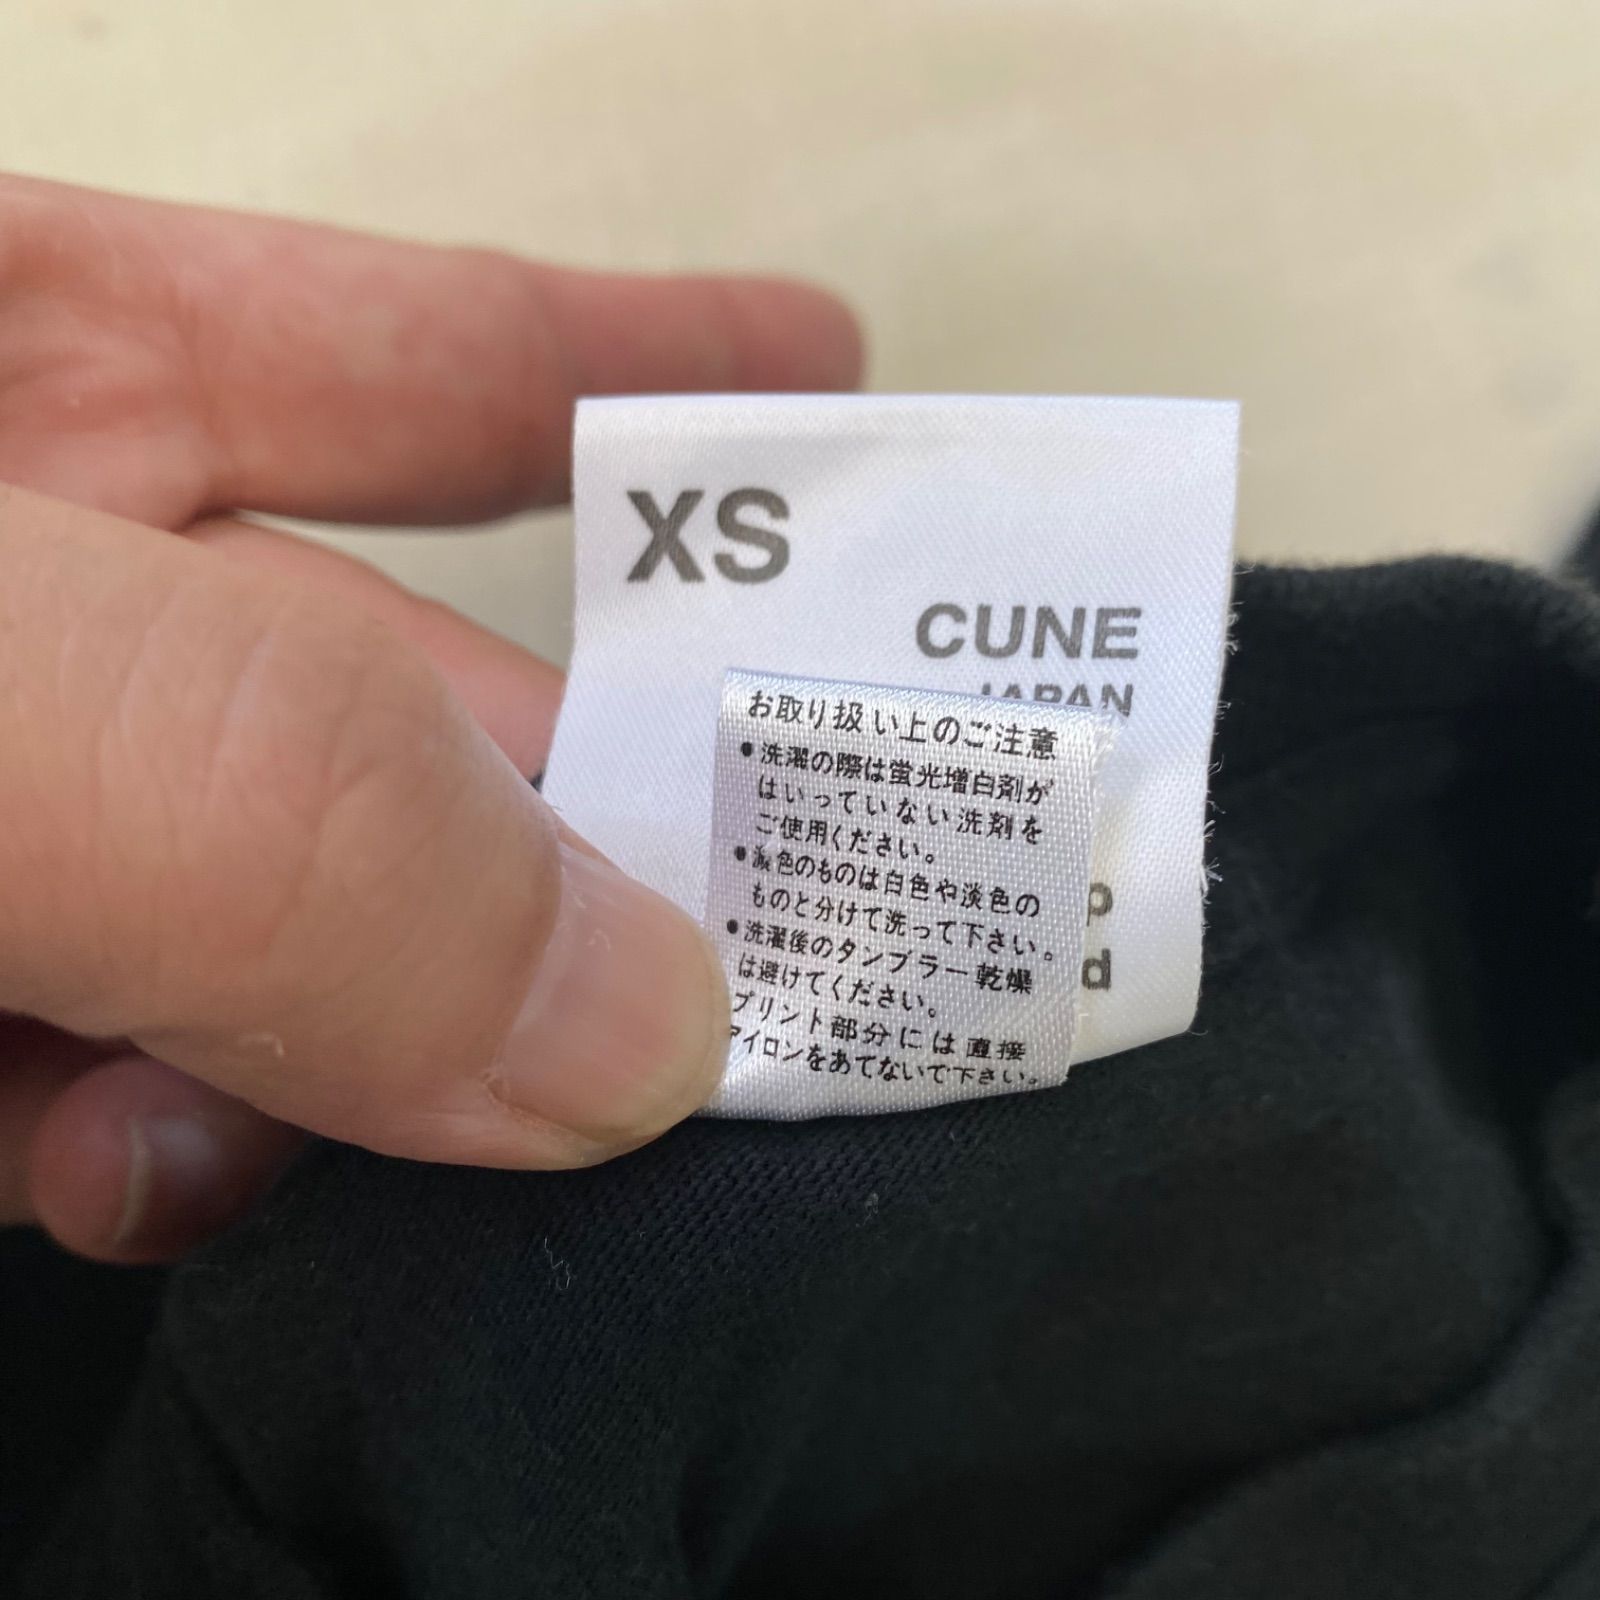 XS
CUNE
JAPAN
お取り扱い上のご注意
●洗濯の際は蛍光増白剤が
はいっていない洗剤を
ご使用ください。
●濃色のものは白色や淡色の
ものと分けて洗って下さい。
●洗濯後のタンブラー乾燥
は避けてください。
プリント部分には直接
アイロンをあてないで下さい。
p
d